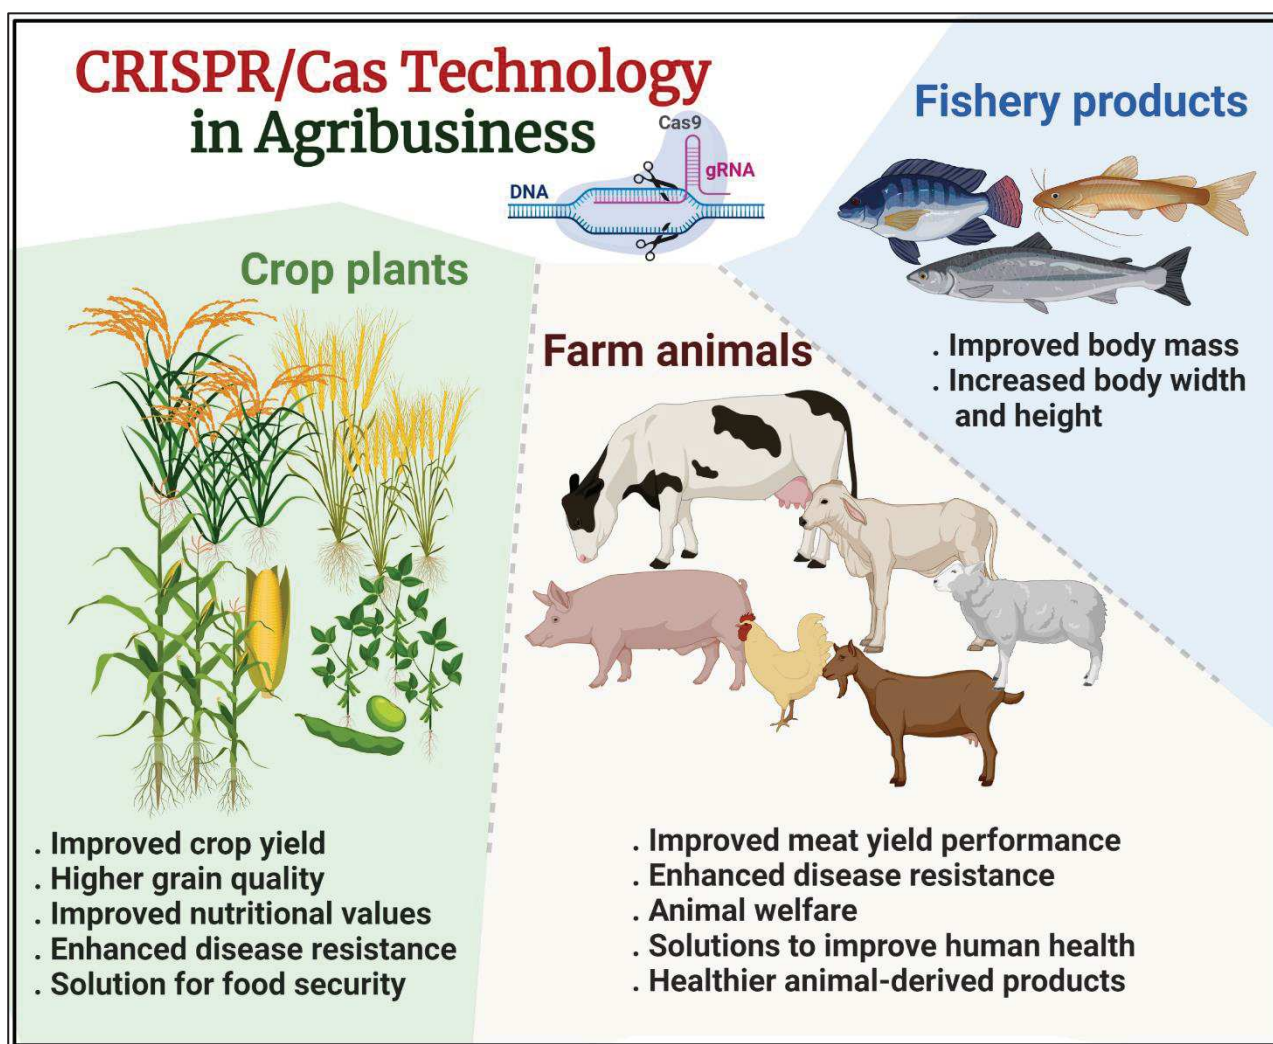 CRISPR/Cas Technology
in Agribusiness
Cas9
gRNA
DNA
Fishery products
. Improved body mass
. Increased body width
and height
Crop plants
. Improved crop yield
. Higher grain quality
. Improved nutritional values
. Enhanced disease resistance
. Solution for food security
Farm animals
. Improved meat yield performance
. Enhanced disease resistance
. Animal welfare
. Solutions to improve human health
. Healthier animal-derived products